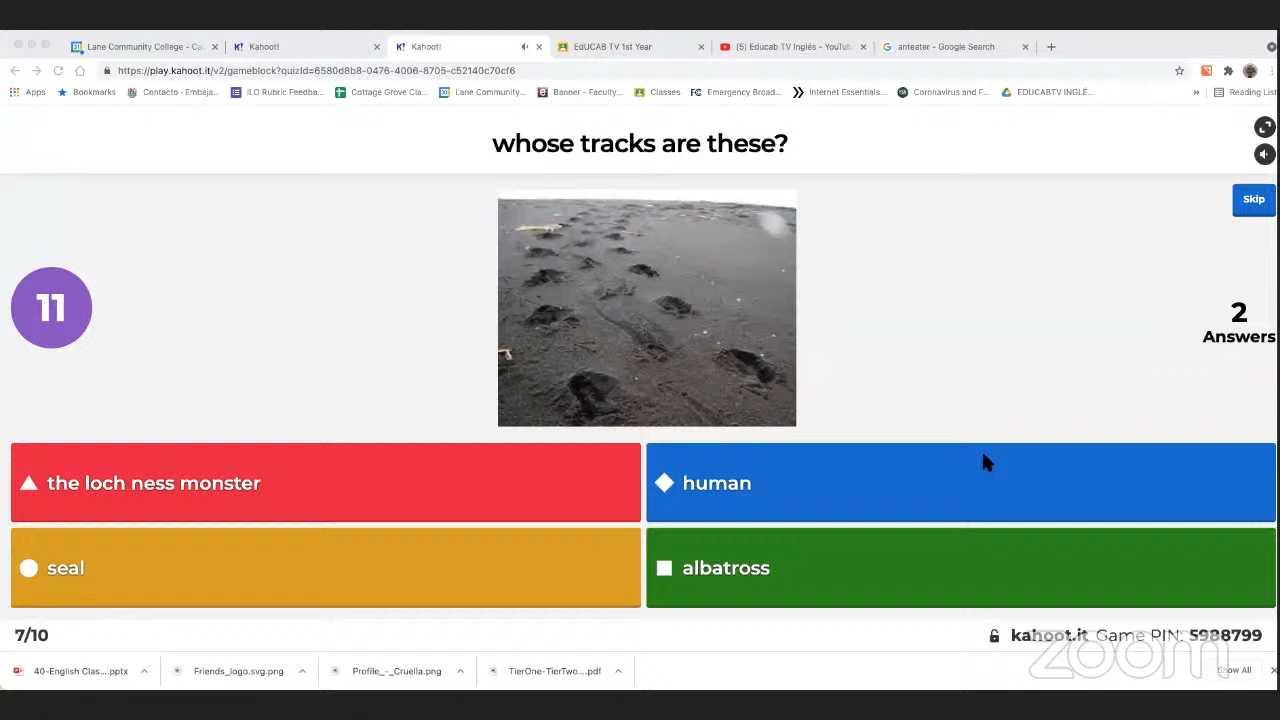 Lane Community College - Ca
Kahoot!
Kahoot!
EdUCAB TV 1st Year
(5) Educab TV Inglés - YouTub
anteater - Google Search
https://play.kahoot.it/v2/gameblock?quizId=6580d8b8-0476-4006-8705-c52140c70cf6
Apps
Bookmarks
Contacto · Embaja...
ILO Rubric Feedba...
Cottage Grove Cla...
Lane Community...
Banner - Faculty...
Classes
Emergency Broad...
Internet Essentials...
Coronavirus and F...
EDUCABTV INGLÉ...
»
Reading List
whose tracks are these?
Skip
11
2
Answers
the loch ness monster
human
seal
albatross
7/10
kahoot.it Game PIN: 5988799
zoom
40-English Clas....pptx
Friends_logo.svg.png
Profile_-_Cruella.png
TierOne-TierTwo....pdf
Show All